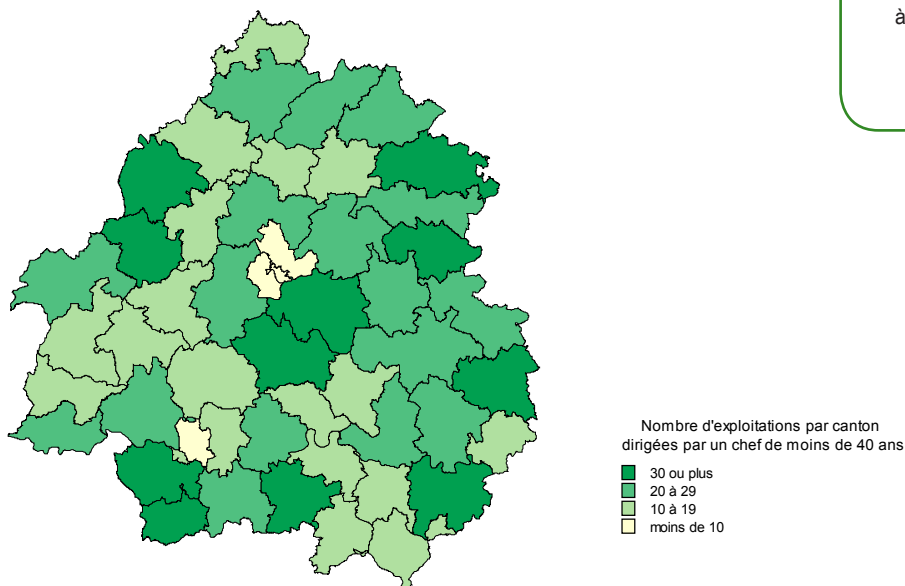 à
Nombre d'exploitations par canton
dirigées par un chef de moins de 40 ans
30 ou plus
20 à 29
10 à 19
moins de 10